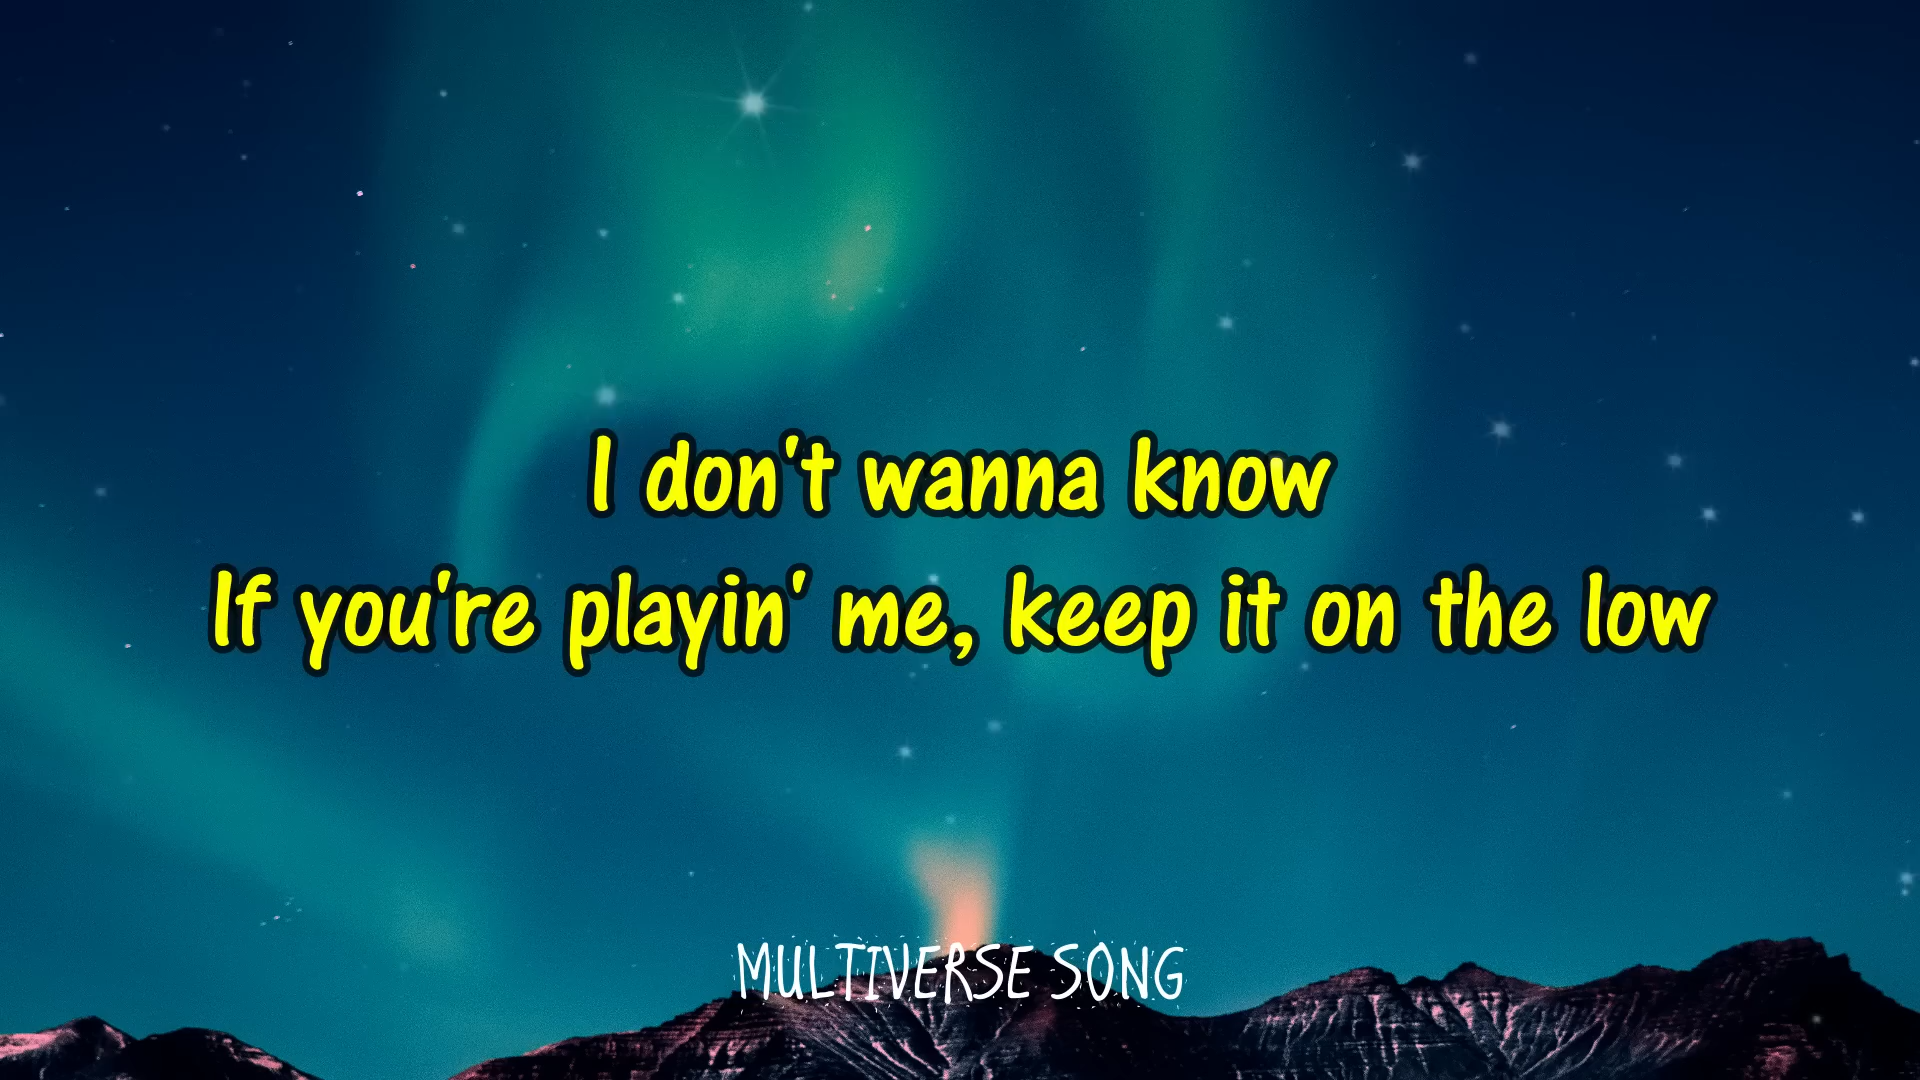 I don't wanna know
If you're playin' me, keep it on the low
MULTIVERSE SONG